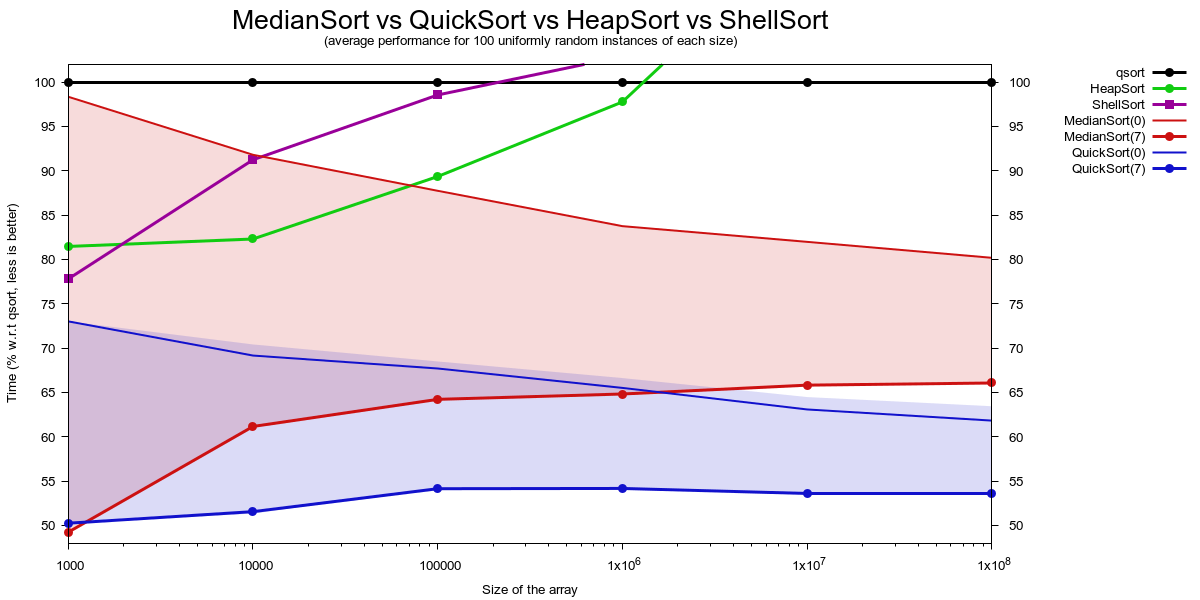 MedianSort vs QuickSort vs HeapSort vs ShellSort
(average performance for 100 uniformly random instances of each size)
Time (% w.r.t qsort, less is better)
100
95
90
85
80
75
70
65
60
55
50
1000
10000
100000
1x10^6
1x10^7
1x10^8
Size of the array
100
95
90
85
80
75
70
65
60
55
50
qsort
HeapSort
ShellSort
MedianSort(0)
MedianSort(7)
QuickSort(0)
QuickSort(7)